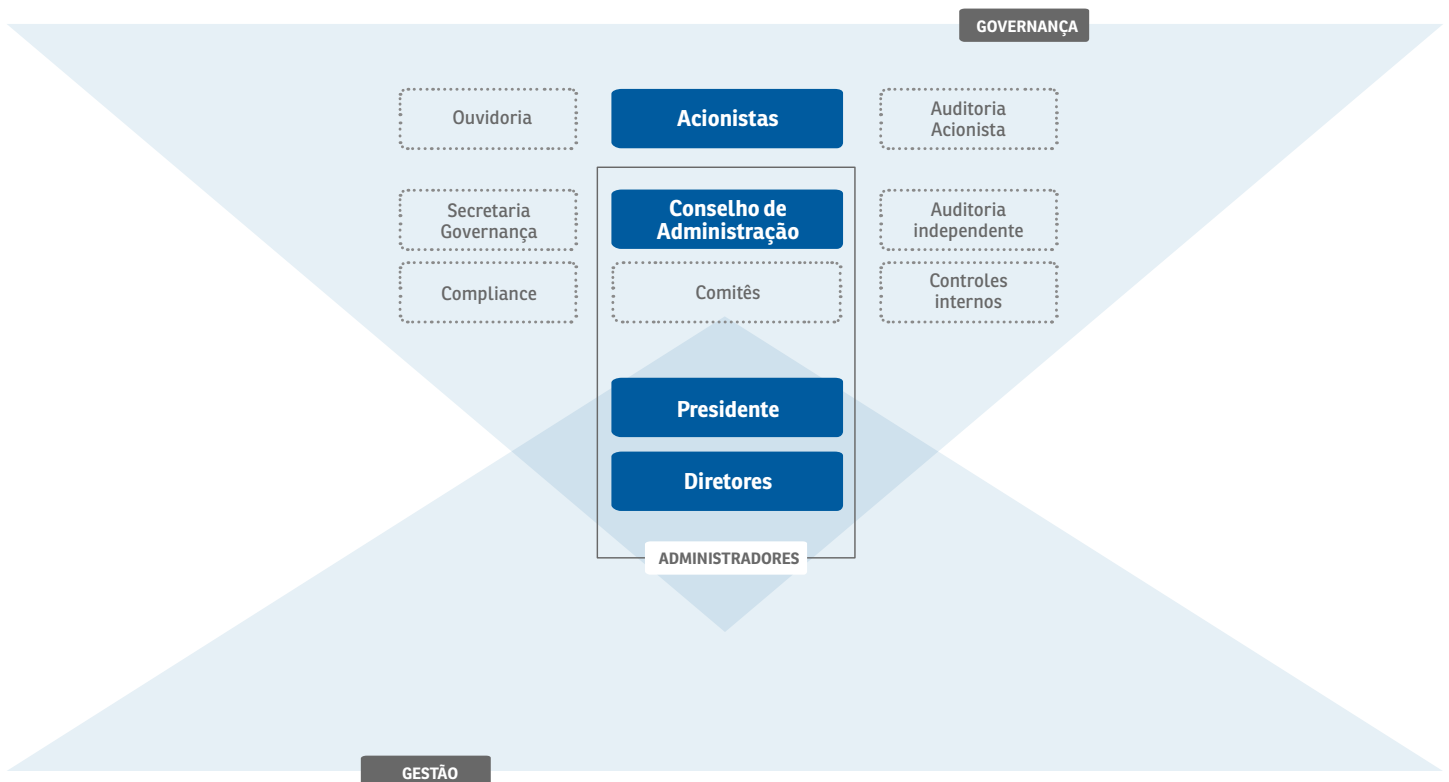 GOVERNANÇA
Ouvidoria
Acionistas
Auditoria
Acionista
Secretaria
Governança
Conselho de
Administração
Auditoria
independente
Compliance
Comitês
Controles
internos
Presidente
Diretores
ADMINISTRADORES
GESTÃO